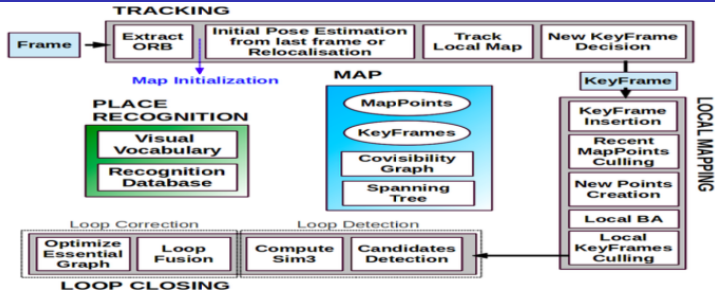 TRACKING
Frame
Extract
ORB
Initial Pose Estimation
from last frame or
Relocalisation
Track
Local Map
New KeyFrame
Decision
Map Initialization
KeyFrame
PLACE
RECOGNITION
Visual
Vocabulary
Recognition
Database
MAP
MapPoints
KeyFrames
Covisibility
Graph
Spanning
Tree
LOCAL MAPPING
KeyFrame
Insertion
Recent
MapPoints
Culling
New Points
Creation
Local BA
Local
KeyFrames
Culling
Loop Correction
Loop Detection
Optimize
Essential
Graph
Loop
Fusion
Compute
Sim3
Candidates
Detection
LOOP CLOSING